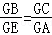 GB/GE = GC/GA